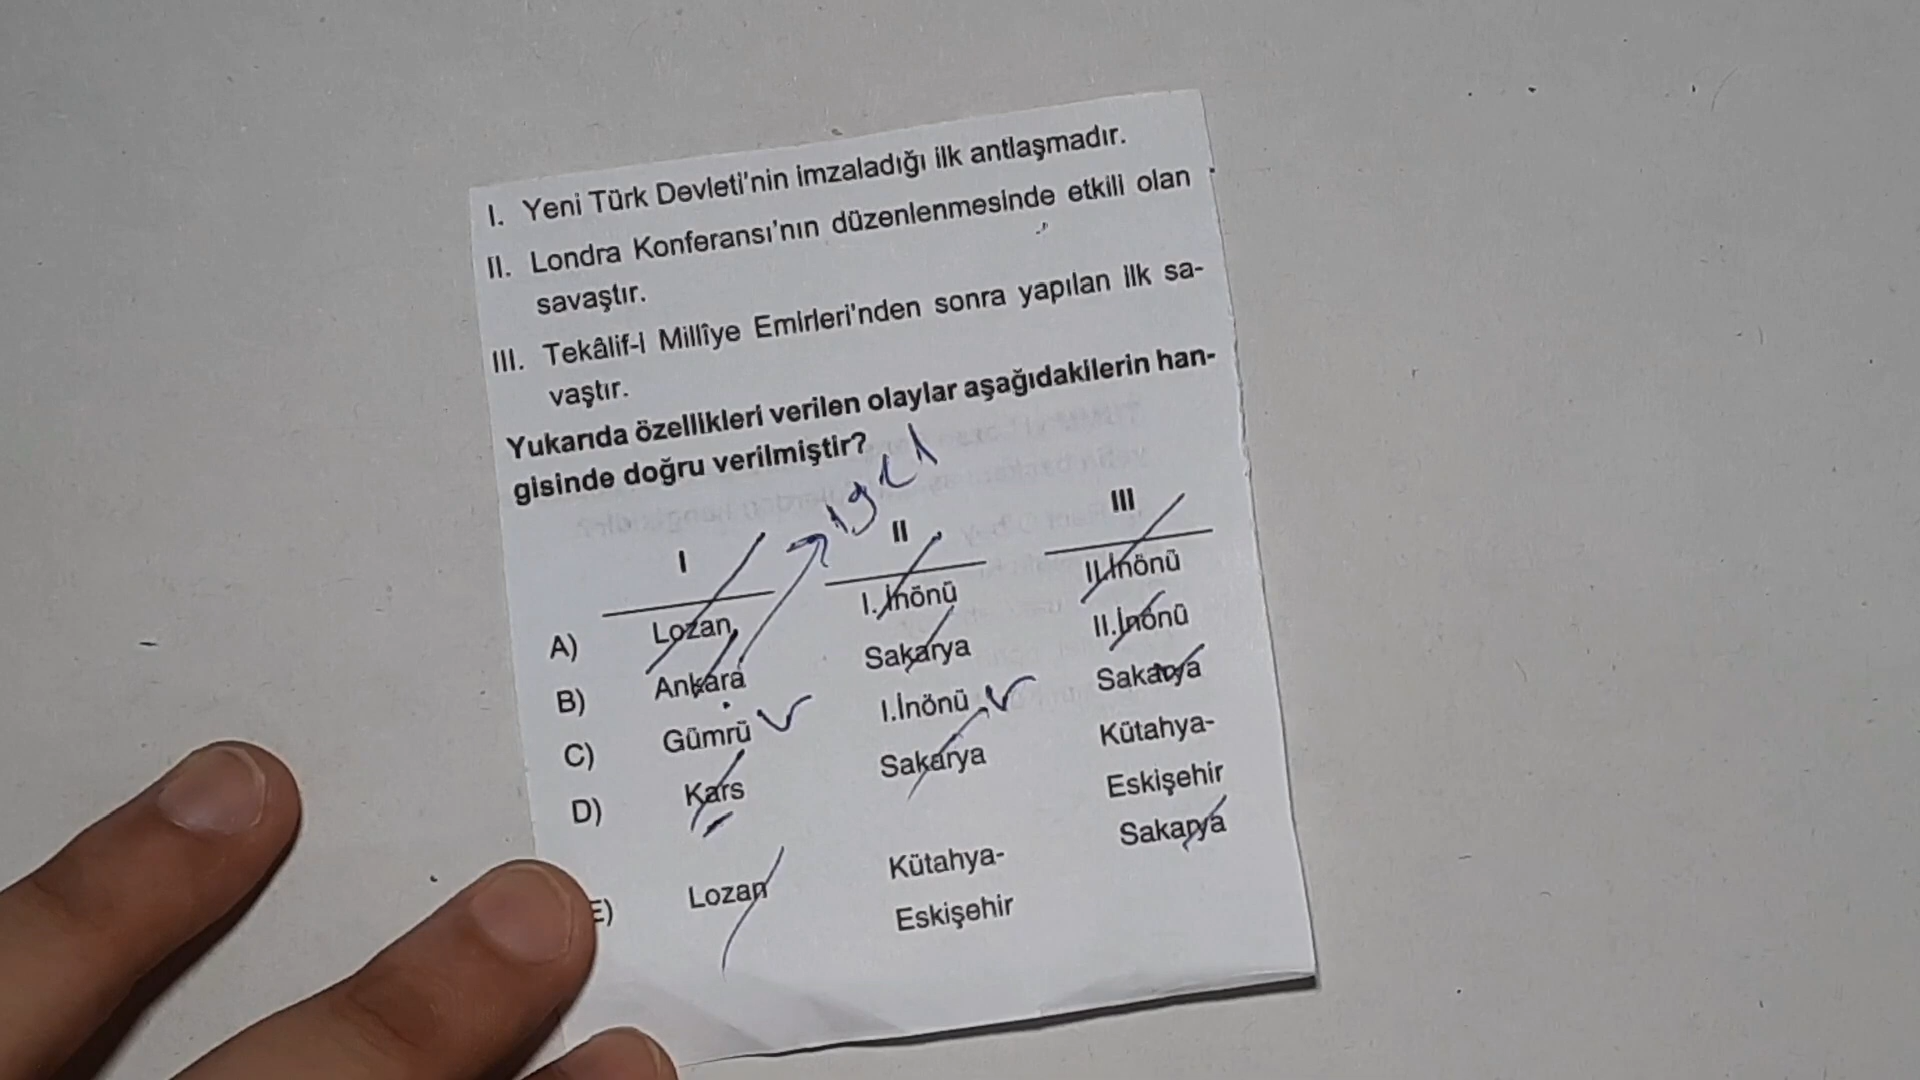 I. Yeni Türk Devleti'nin imzaladığı ilk antlaşmadır.
II. Londra Konferansı'nın düzenlenmesinde etkili olan
savaştır.
III. Tekâlif-i Millîye Emirleri'nden sonra yapılan ilk sa-
vaştır.
Yukarıda özellikleri verilen olaylar aşağıdakilerin han-
gisinde doğru verilmiştir?
1921
I II III
A) Lozan I.İnönü II.İnönü
B) Ankara Sakarya II.İnönü
C) Gümrü I.İnönü Sakarya
D) Kars Sakarya Kütahya-
Eskişehir
E) Lozan Kütahya- Sakarya
Eskişehir